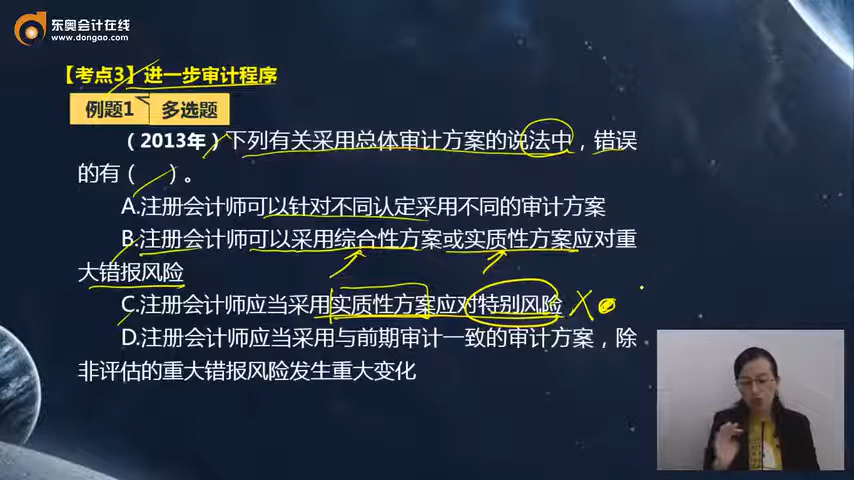 东奥会计在线
www.dongao.com
【考点3】进一步审计程序
例题1 多选题
（2013年）下列有关采用总体审计方案的说法中，错误
的有（ ）。
A.注册会计师可以针对不同认定采用不同的审计方案
B.注册会计师可以采用综合性方案或实质性方案应对重
大错报风险
C.注册会计师应当采用实质性方案应对特别风险
D.注册会计师应当采用与前期审计一致的审计方案，除
非评估的重大错报风险发生重大变化